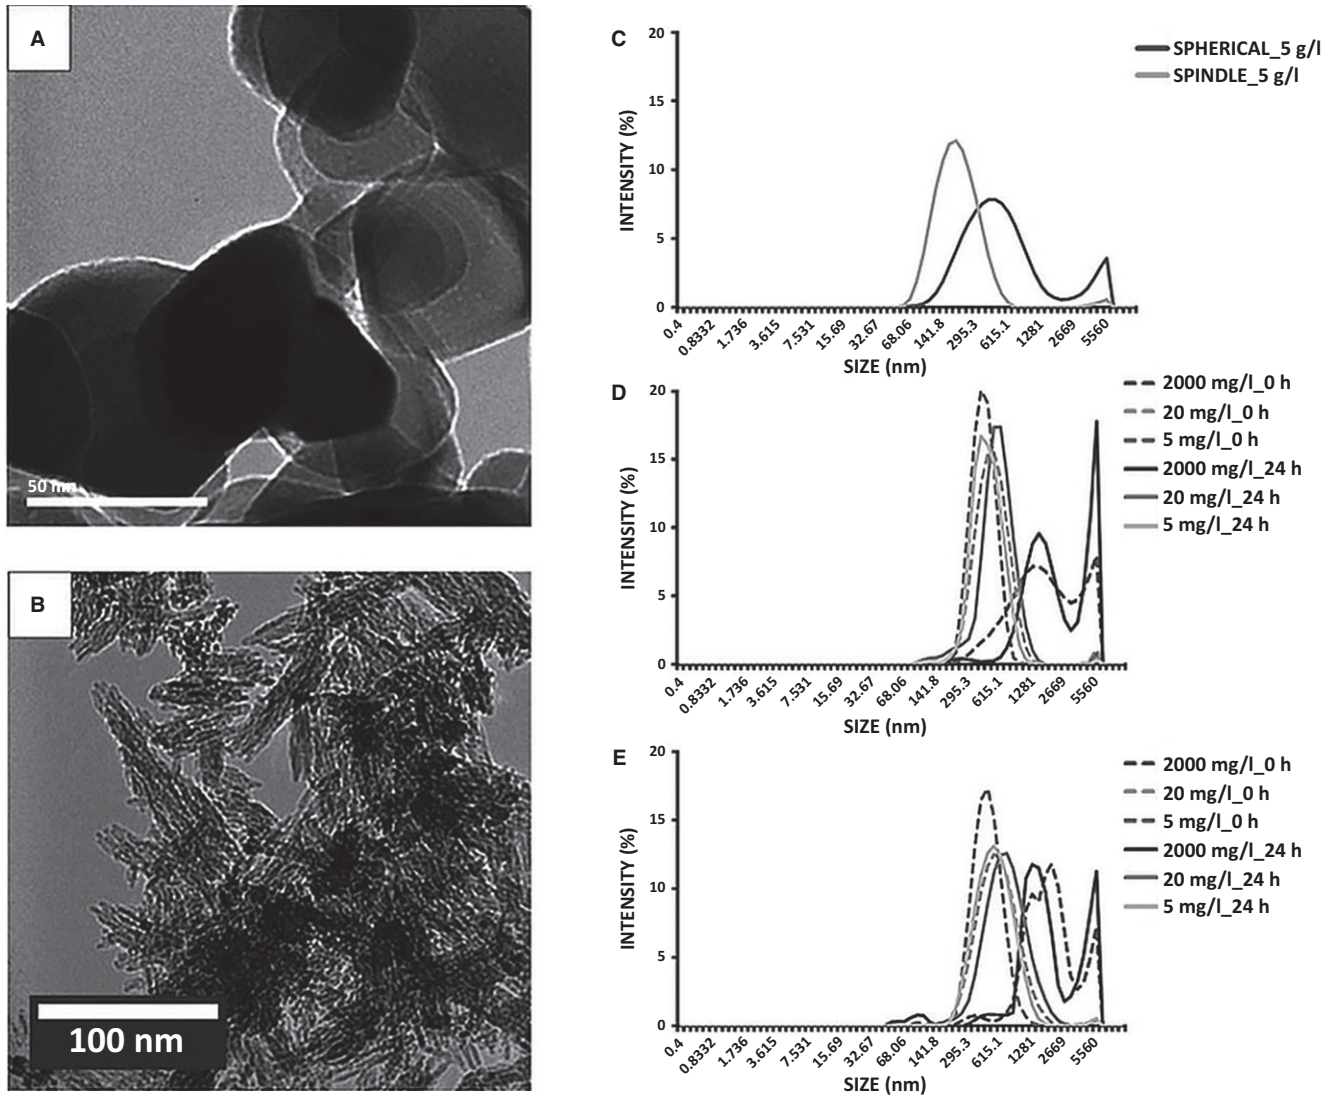 A
50 nm
B
100 nm
C
20
15
10
5
0
INTENSITY (%)
0.4
0.8332
1.736
3.615
7.531
15.69
32.67
68.06
141.8
295.3
615.1
1281
2669
5560
SIZE (nm)
SPHERICAL_5 g/l
SPINDLE_5 g/l
D
20
15
10
5
0
INTENSITY (%)
0.4
0.8332
1.736
3.615
7.531
15.69
32.67
68.06
141.8
295.3
615.1
1281
2669
5560
SIZE (nm)
2000 mg/l_0 h
20 mg/l_0 h
5 mg/l_0 h
2000 mg/l_24 h
20 mg/l_24 h
5 mg/l_24 h
E
20
15
10
5
0
INTENSITY (%)
0.4
0.8332
1.736
3.615
7.531
15.69
32.67
68.06
141.8
295.3
615.1
1281
2669
5560
SIZE (nm)
2000 mg/l_0 h
20 mg/l_0 h
5 mg/l_0 h
2000 mg/l_24 h
20 mg/l_24 h
5 mg/l_24 h